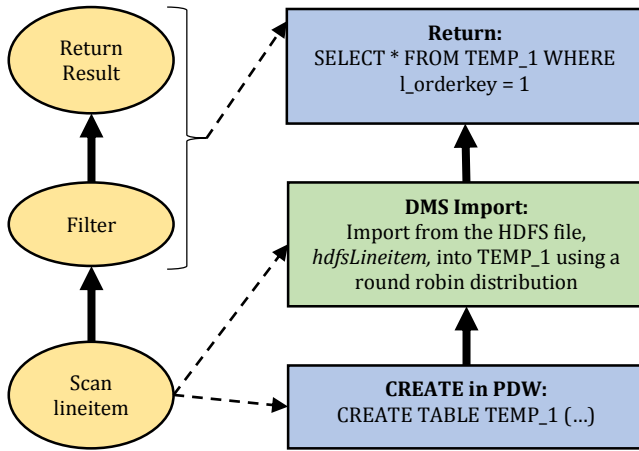 Return
Result
Filter
Scan
lineitem
Return:
SELECT * FROM TEMP_1 WHERE
l_orderkey = 1
DMS Import:
Import from the HDFS file,
hdfsLineitem, into TEMP_1 using a
round robin distribution
CREATE in PDW:
CREATE TABLE TEMP_1 (…)